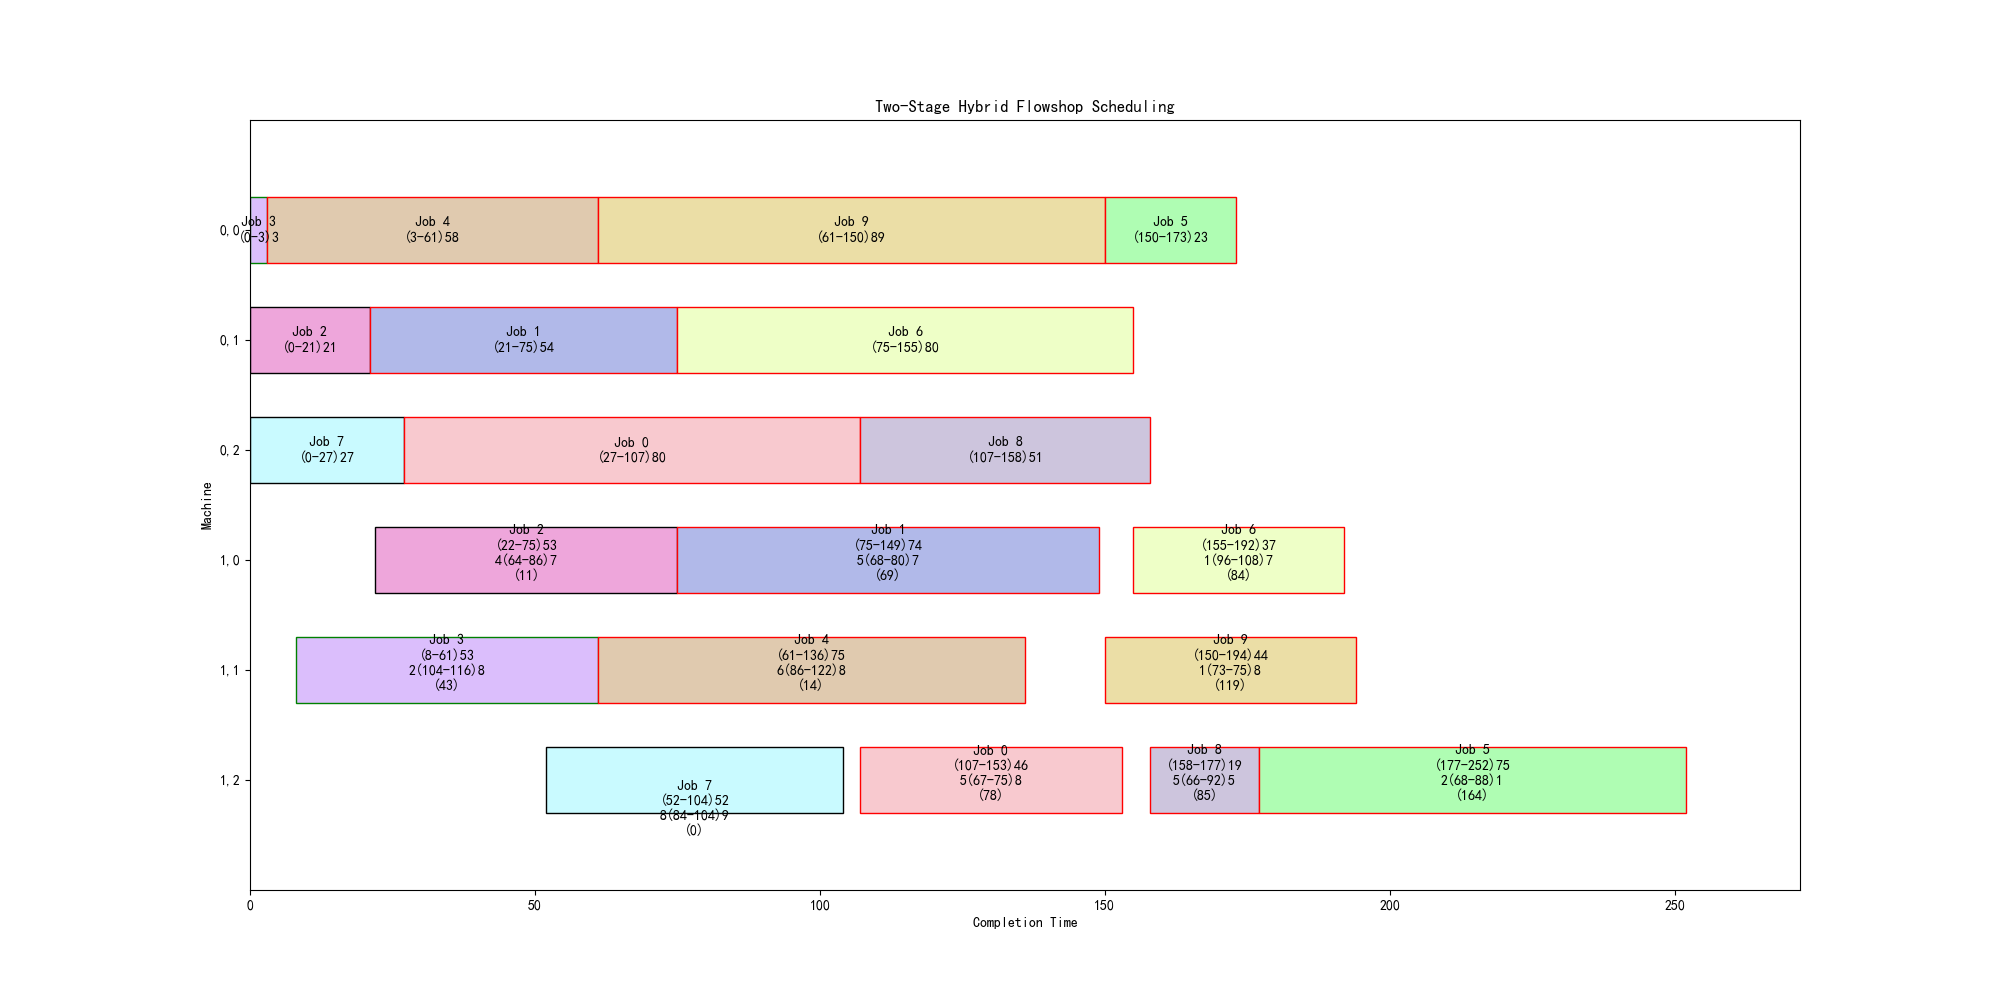 Two-Stage Hybrid Flowshop Scheduling
0,0
Job 3
(0-3)3
Job 4
(3-61)58
Job 9
(61-150)89
Job 5
(150-173)23
0,1
Job 2
(0-21)21
Job 1
(21-75)54
Job 6
(75-155)80
0,2
Job 7
(0-27)27
Job 0
(27-107)80
Job 8
(107-158)51
Machine
1,0
Job 2
(22-75)53
4(64-86)7
(11)
Job 1
(75-149)74
5(68-80)7
(69)
Job 6
(155-192)37
1(96-108)7
(84)
1,1
Job 3
(8-61)53
2(104-116)8
(43)
Job 4
(61-136)75
6(86-122)8
(14)
Job 9
(150-194)44
1(73-75)8
(119)
1,2
Job 7
(52-104)52
8(84-104)9
(0)
Job 0
(107-153)46
5(67-75)8
(78)
Job 8
(158-177)19
5(66-92)5
(85)
Job 5
(177-252)75
2(68-88)1
(164)
0
50
100
150
200
250
Completion Time